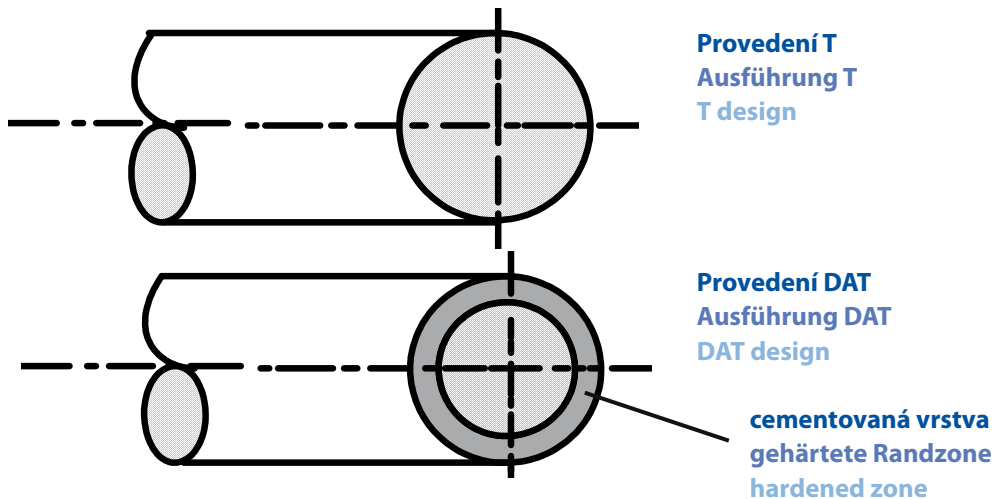 Provedení T
Ausführung T
T design
Provedení DAT
Ausführung DAT
DAT design
cementovaná vrstva
gehärtete Randzone
hardened zone